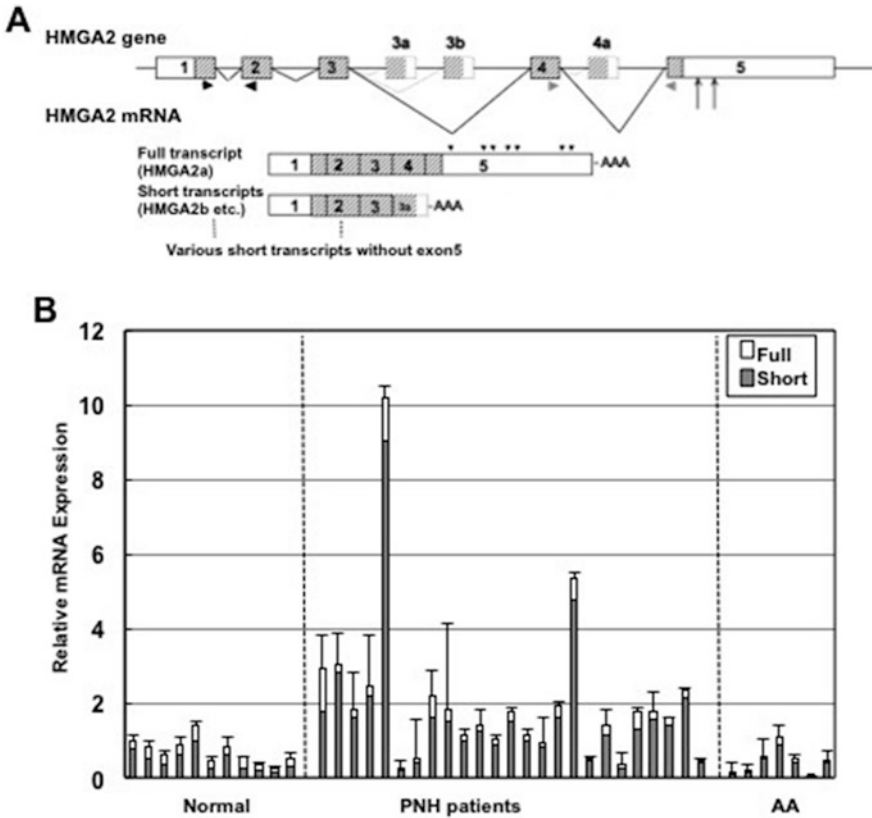 A
HMGA2 gene
3a 3b 4a
1 2 3 4 5
HMGA2 mRNA
Full transcript
(HMGA2a)
1 2 3 4 5 -AAA
Short transcripts
(HMGA2b etc.)
1 2 3 3a -AAA
Various short transcripts without exon5
B
12
10
8
6
4
2
0
Relative mRNA Expression
Full
Short
Normal PNH patients AA